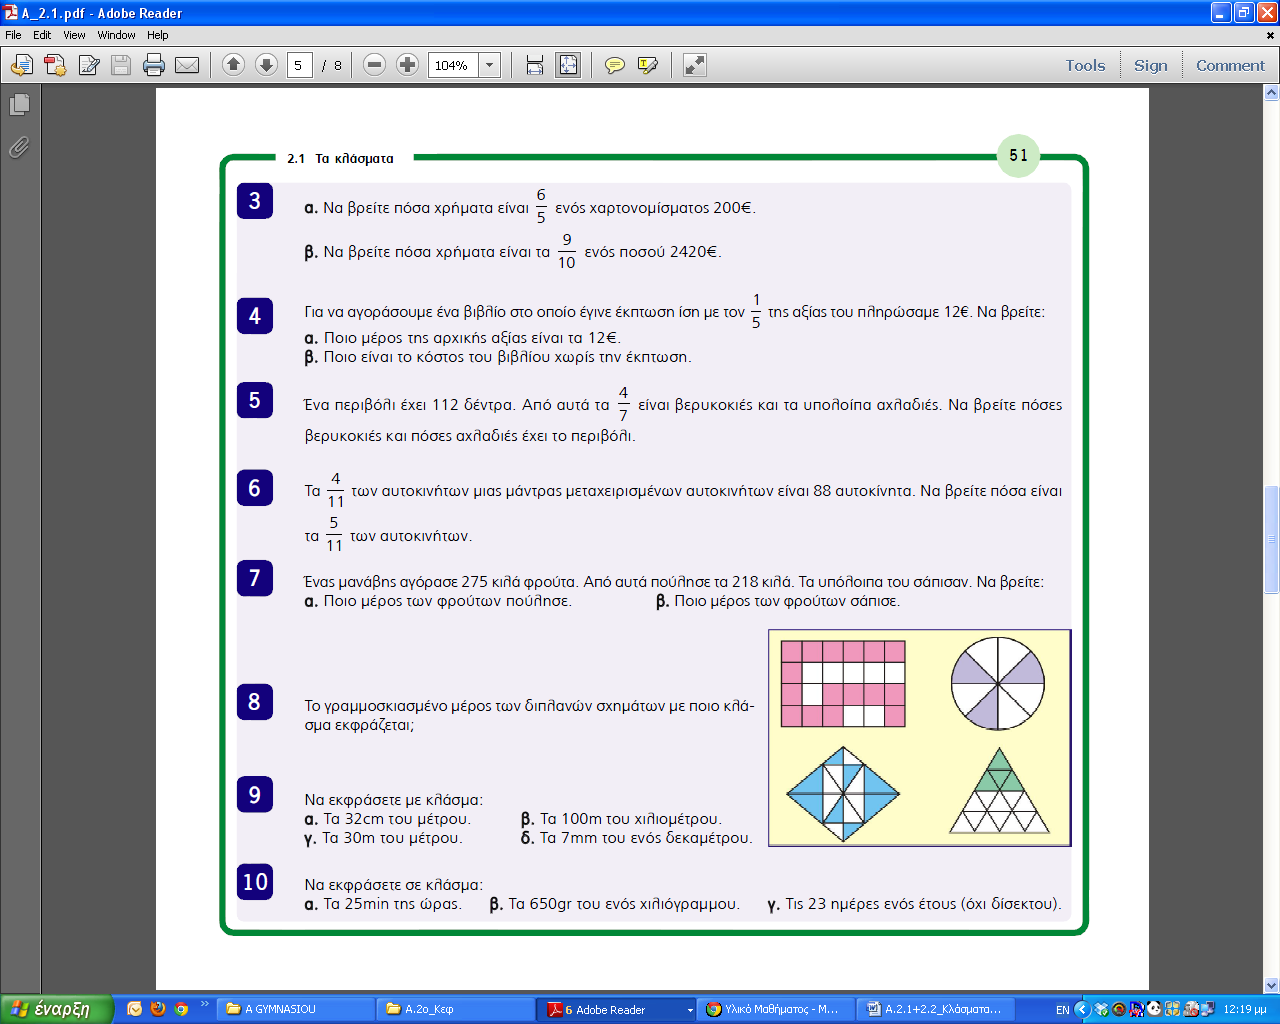 A_2.1.pdf - Adobe Reader
File Edit View Window Help
5 / 8 104% Tools Sign Comment
2.1 Τα κλάσματα
51
3
α. Να βρείτε πόσα χρήματα είναι 6/5 ενός χαρτονομίσματος 200€.
β. Να βρείτε πόσα χρήματα είναι τα 9/10 ενός ποσού 2420€.
4
Για να αγοράσουμε ένα βιβλίο στο οποίο έγινε έκπτωση ίση με τον 1/5 της αξίας του πληρώσαμε 12€. Να βρείτε:
α. Ποιο μέρος της αρχικής αξίας είναι τα 12€.
β. Ποιο είναι το κόστος του βιβλίου χωρίς την έκπτωση.
5
Ένα περιβόλι έχει 112 δέντρα. Από αυτά τα 4/7 είναι βερυκοκιές και τα υπολοίπα αχλαδιές. Να βρείτε πόσες
βερυκοκιές και πόσες αχλαδιές έχει το περιβόλι.
6
Τα 4/11 των αυτοκινήτων μιας μάντρας μεταχειρισμένων αυτοκινήτων είναι 88 αυτοκίνητα. Να βρείτε πόσα είναι
τα 5/11 των αυτοκινήτων.
7
Ένας μανάβης αγόρασε 275 κιλά φρούτα. Από αυτά πούλησε τα 218 κιλά. Τα υπόλοιπα του σάπισαν. Να βρείτε:
α. Ποιο μέρος των φρούτων πούλησε. β. Ποιο μέρος των φρούτων σάπισε.
8
Το γραμμοσκιασμένο μέρος των διπλανών σχημάτων με ποιο κλά-
σμα εκφράζεται;
9
Να εκφράσετε με κλάσμα:
α. Τα 32cm του μέτρου. β. Τα 100m του χιλιομέτρου.
γ. Τα 30m του μέτρου. δ. Τα 7mm του ενός δεκαμέτρου.
10
Να εκφράσετε σε κλάσμα:
α. Τα 25min της ώρας. β. Τα 650gr του ενός χιλιόγραμμου. γ. Τις 23 ημέρες ενός έτους (όχι δίσεκτου).
έναρξη A GYMNASIOU Α.2ο_Κεφ 6 Adobe Reader Υλικό Μαθήματος - M... Α.2.1+2.2_Κλάσματα... EN 12:19 μμ